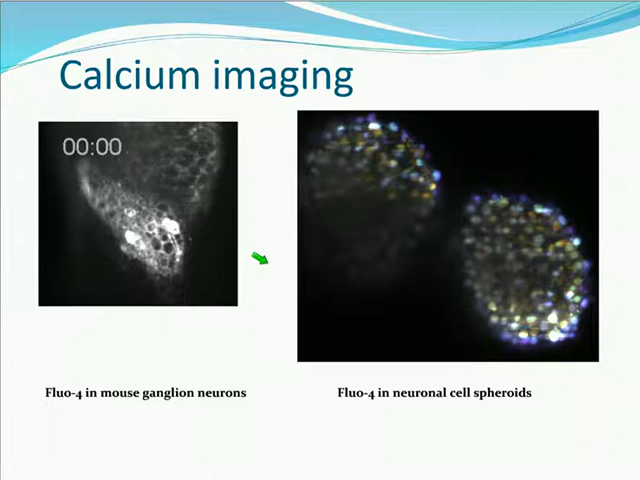 Calcium imaging
00:00
Fluo-4 in mouse ganglion neurons
Fluo-4 in neuronal cell spheroids